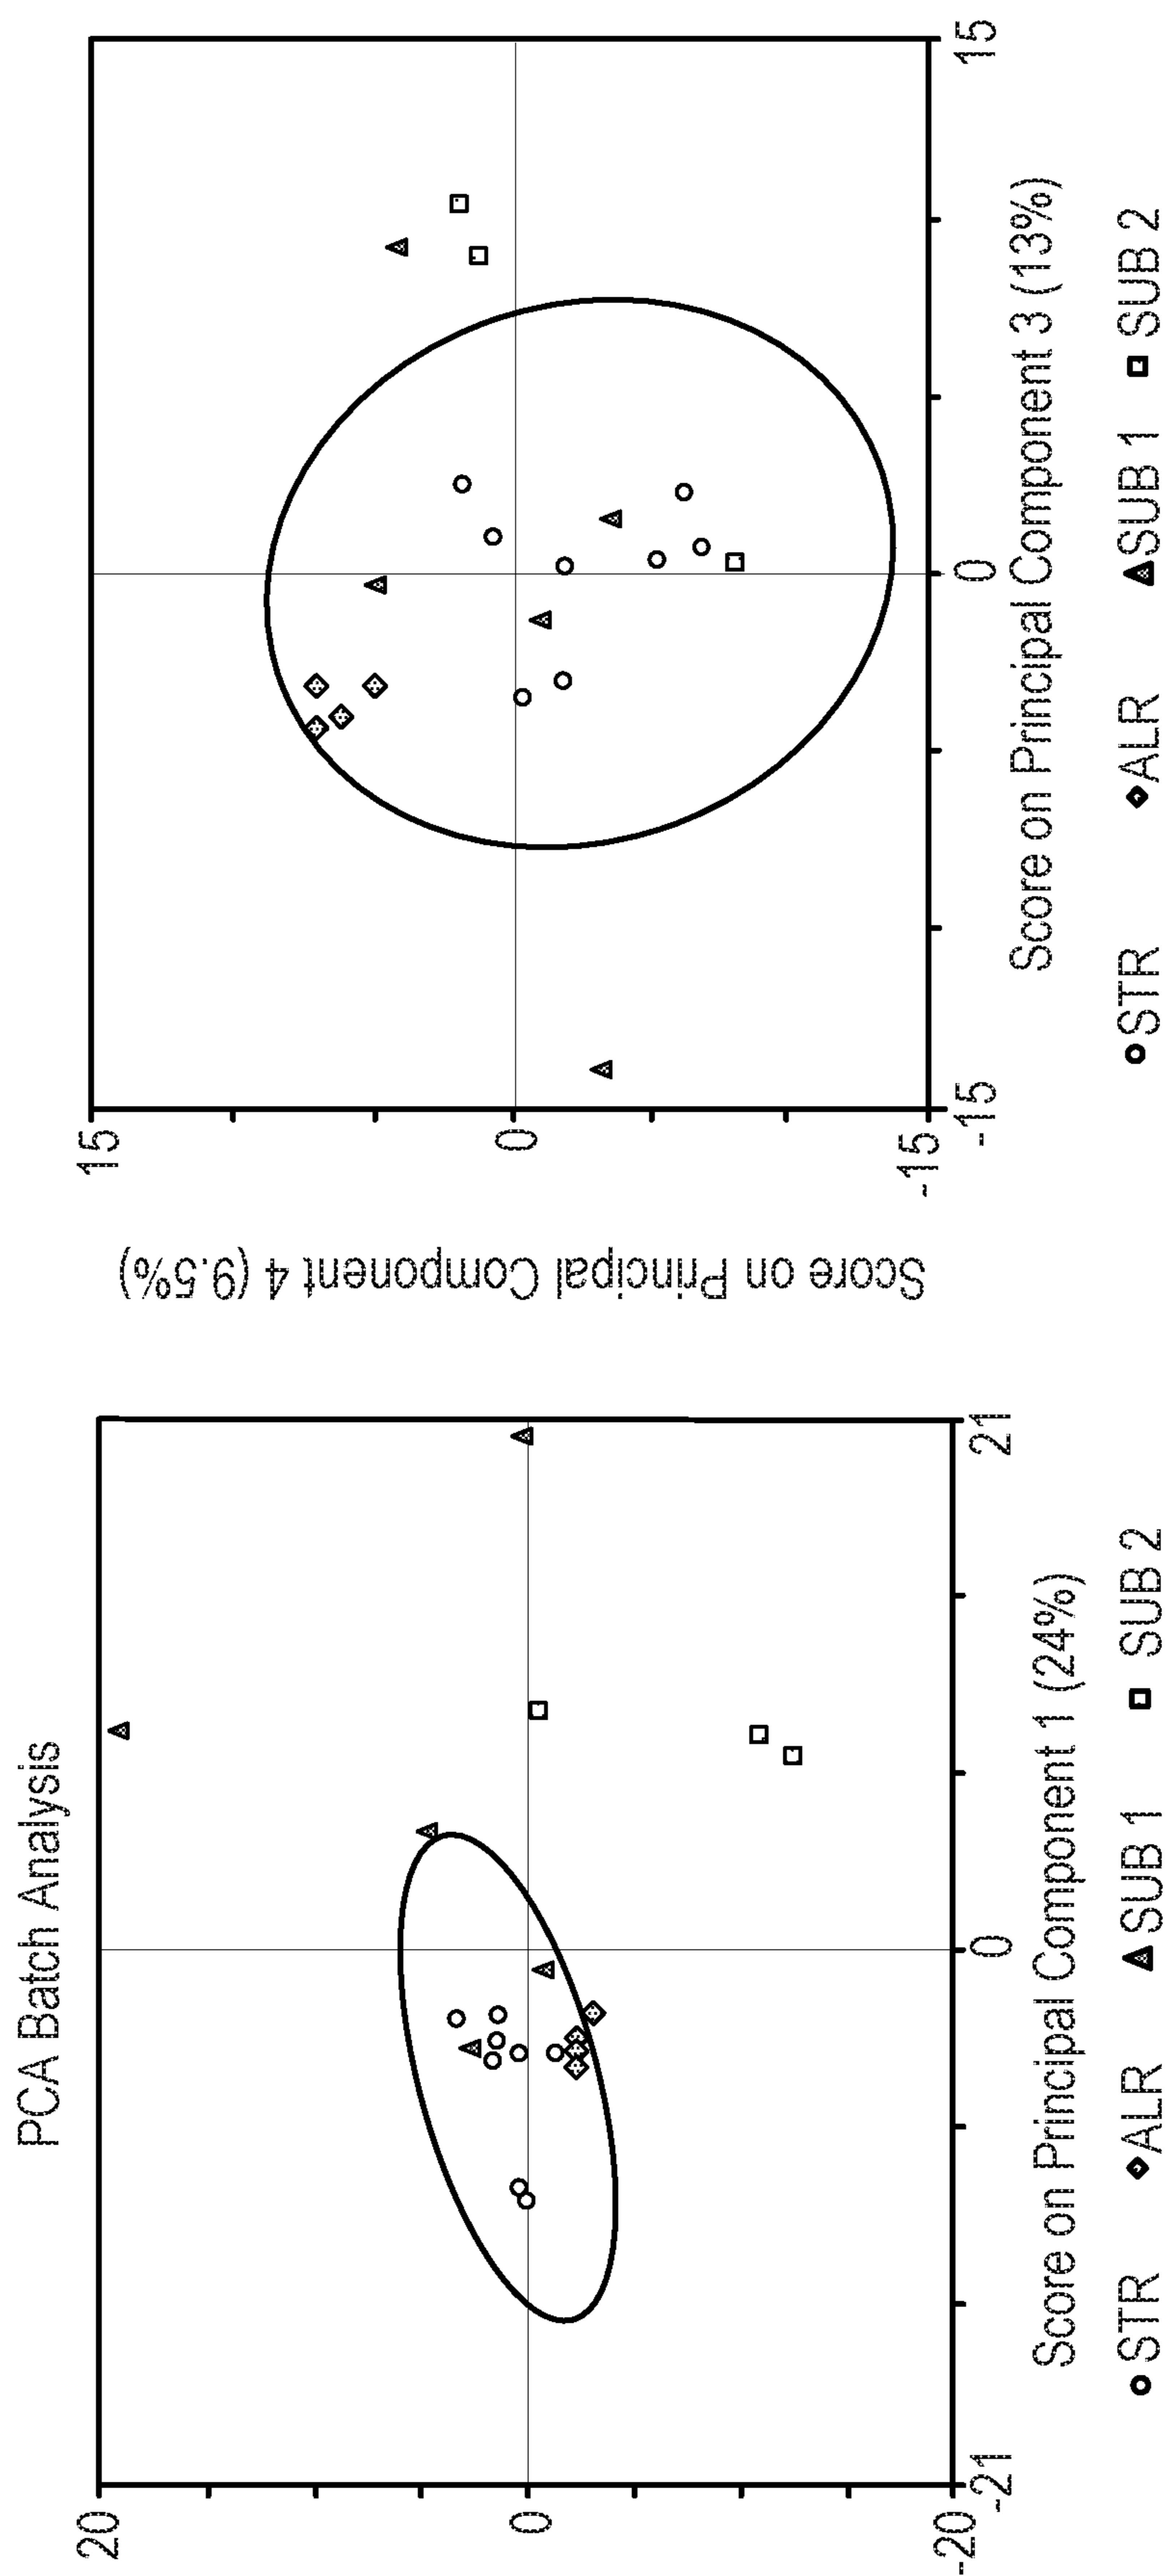 PCA Batch Analysis
20
0
-20
-21
0
21
Score on Principal Component 1 (24%)
STR
ALR
SUB 1
SUB 2
Score on Principal Component 4 (9.5%)
15
0
-15
-15
0
15
Score on Principal Component 3 (13%)
STR
ALR
SUB 1
SUB 2